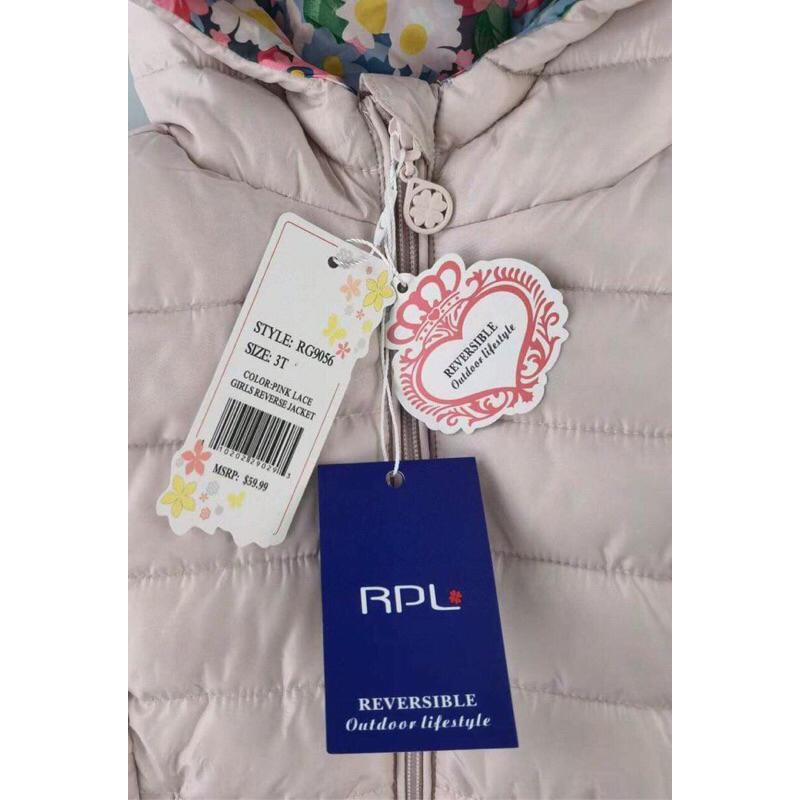 STYLE: RG9056
SIZE: 3T
COLOR:PINK LACE
GIRLS REVERSE JACKET
MSRP: $59.99
REVERSIBLE
Outdoor lifestyle
RPL
REVERSIBLE
Outdoor lifestyle